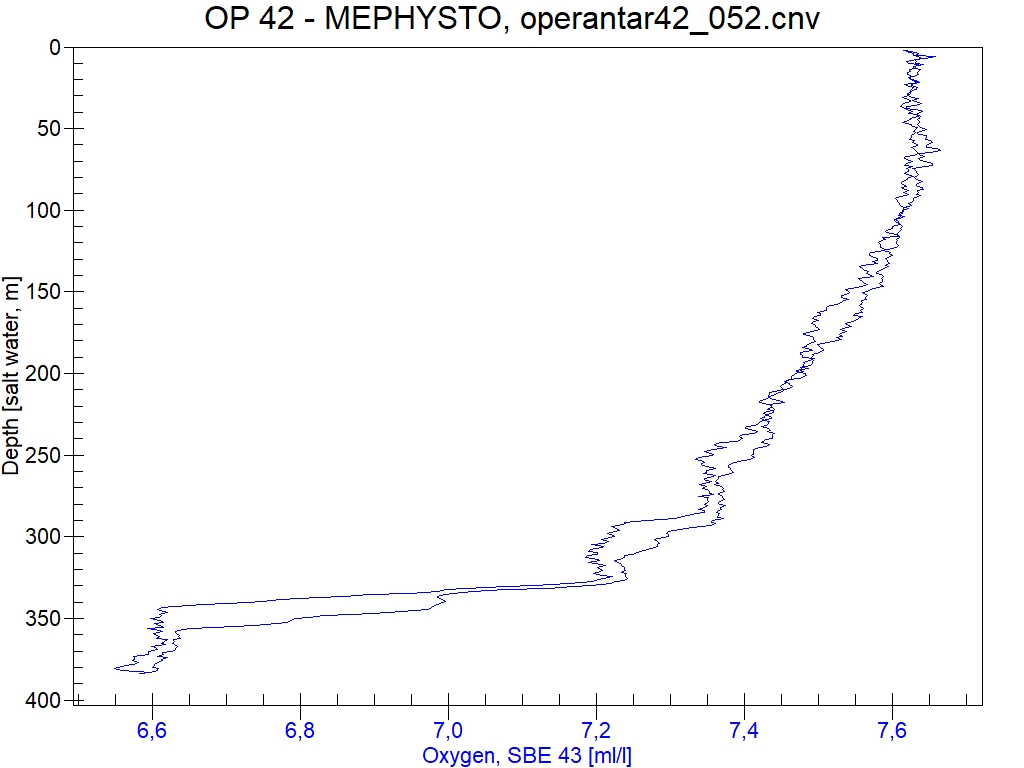 OP 42 - MEPHYSTO, operantar42_052.cnv
0
50
100
150
200
250
300
350
400
Depth [salt water, m]
6,6 6,8 7,0 7,2 7,4 7,6
Oxygen, SBE 43 [ml/l]